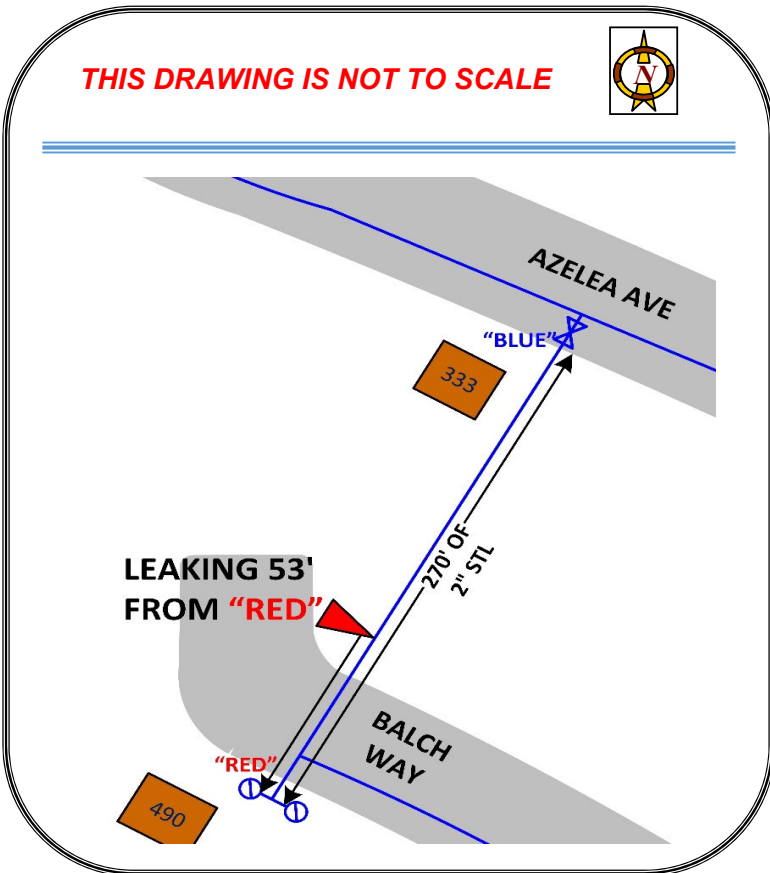 THIS DRAWING IS NOT TO SCALE
N
AZELEA AVE
“BLUE”
333
270' OF
2" STL
LEAKING 53'
FROM “RED”
BALCH
WAY
“RED”
490